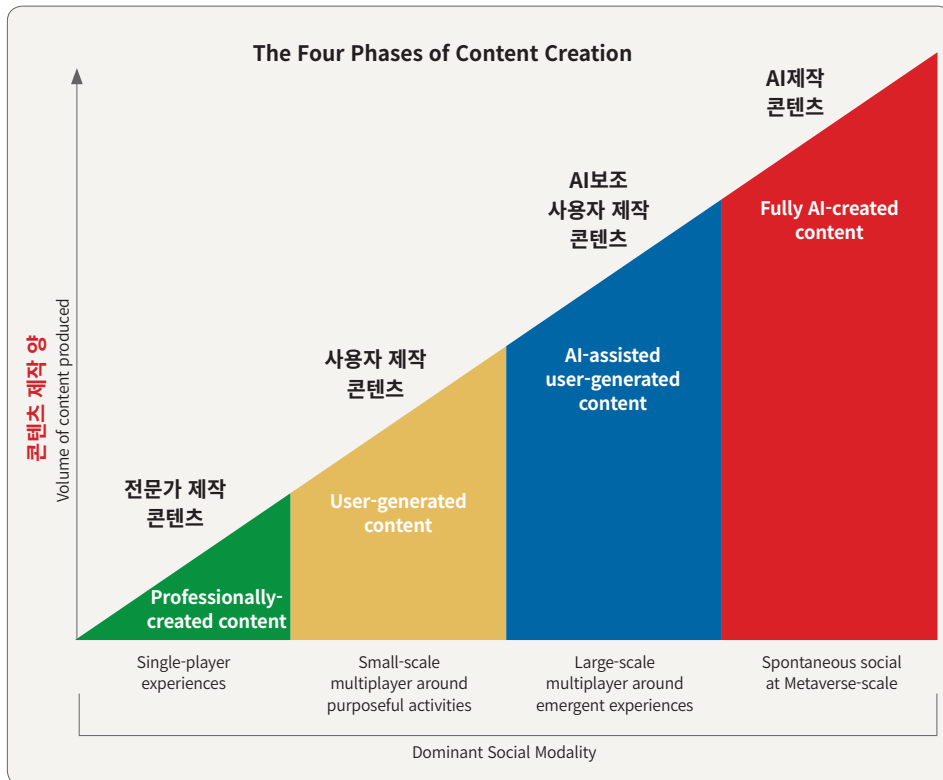 The Four Phases of Content Creation
AI제작
콘텐츠
AI보조
사용자 제작
콘텐츠
Fully AI-created
content
사용자 제작
콘텐츠
AI-assisted
user-generated
content
콘텐츠 제작 양
Volume of content produced
전문가 제작
콘텐츠
User-generated
content
Professionally-
created content
Single-player
experiences
Small-scale
multiplayer around
purposeful activities
Large-scale
multiplayer around
emergent experiences
Spontaneous social
at Metaverse-scale
Dominant Social Modality